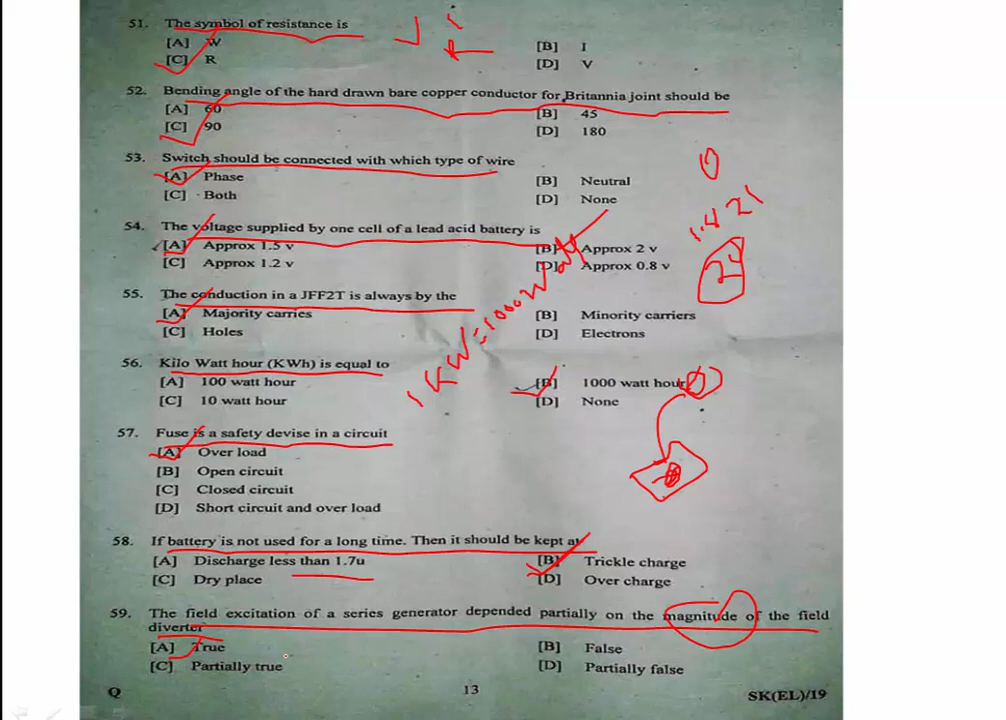 51. The symbol of resistance is
[A] W [B] I
[C] R [D] V
52. Bending angle of the hard drawn bare copper conductor for Britannia joint should be
[A] 60 [B] 45
[C] 90 [D] 180
53. Switch should be connected with which type of wire
[A] Phase [B] Neutral
[C] Both [D] None
54. The voltage supplied by one cell of a lead acid battery is
[A] Approx 1.5 v [B] Approx 2 v
[C] Approx 1.2 v [D] Approx 0.8 v
55. The conduction in a JFF2T is always by the
[A] Majority carries [B] Minority carriers
[C] Holes [D] Electrons
56. Kilo Watt hour (KWh) is equal to
[A] 100 watt hour [B] 1000 watt hour
[C] 10 watt hour [D] None
1 KW = 1000 Watt
57. Fuse is a safety devise in a circuit
[A] Over load
[B] Open circuit
[C] Closed circuit
[D] Short circuit and over load
58. If battery is not used for a long time. Then it should be kept at
[A] Discharge less than 1.7u [B] Trickle charge
[C] Dry place [D] Over charge
59. The field excitation of a series generator depended partially on the magnitude of the field
diverter
[A] True [B] False
[C] Partially true [D] Partially false
Q 13 SK(EL)/19